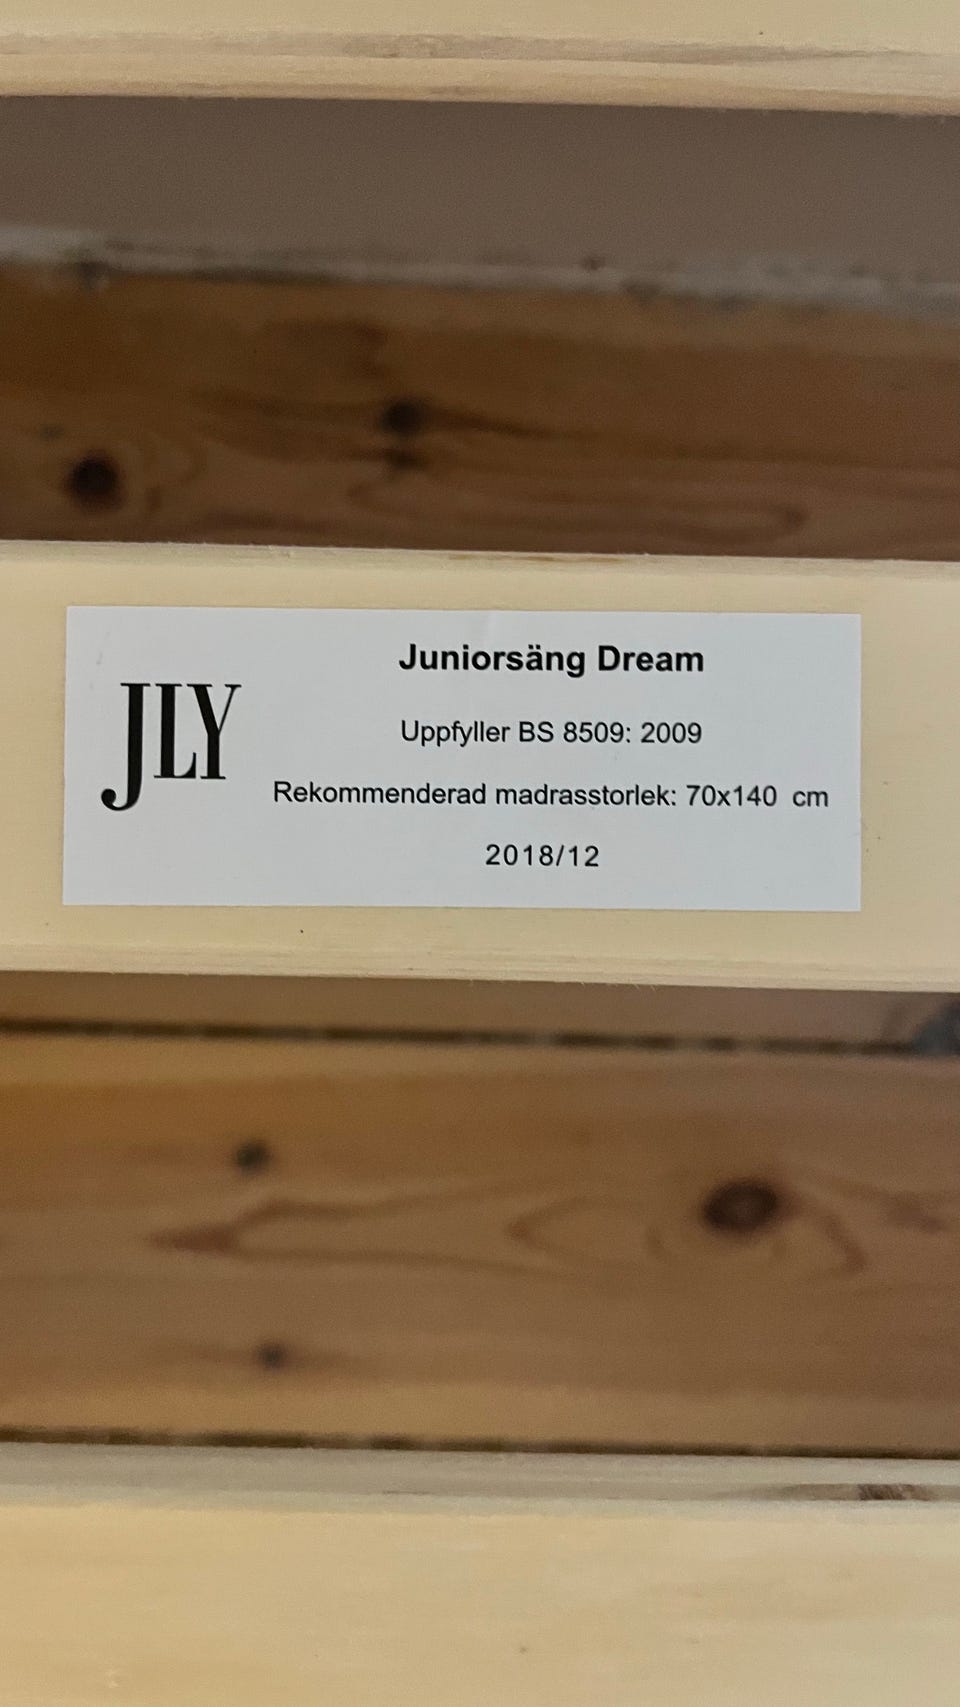 JLY
Juniorsäng Dream
Uppfyller BS 8509: 2009
Rekommenderad madrasstorlek: 70x140 cm
2018/12